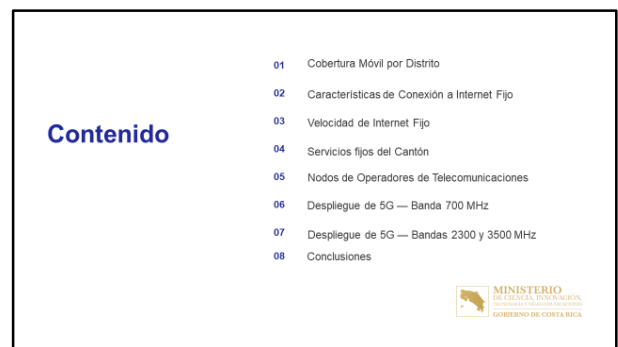 Contenido
01 Cobertura Móvil por Distrito
02 Características de Conexión a Internet Fijo
03 Velocidad de Internet Fijo
04 Servicios fijos del Cantón
05 Nodos de Operadores de Telecomunicaciones
06 Despliegue de 5G — Banda 700 MHz
07 Despliegue de 5G — Bandas 2300 y 3500 MHz
08 Conclusiones
MINISTERIO
DE CIENCIA, INNOVACIÓN,
TECNOLOGÍA Y TELECOMUNICACIONES
GOBIERNO DE COSTA RICA